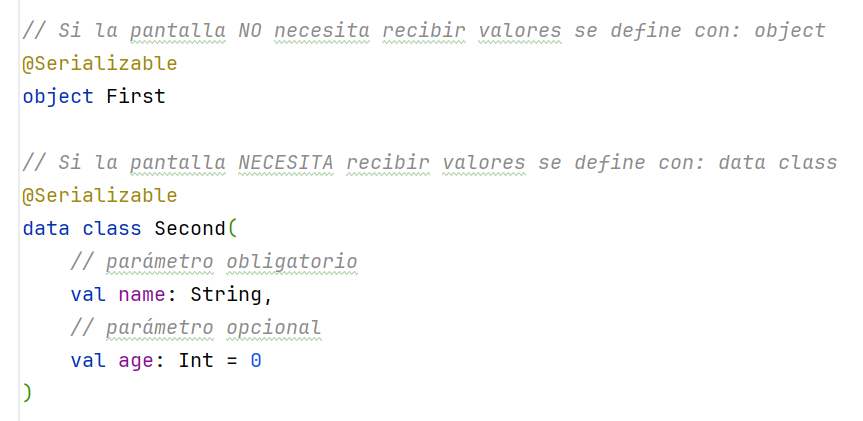 // Si la pantalla NO necesita recibir valores se define con: object
@Serializable
object First
// Si la pantalla NECESITA recibir valores se define con: data class
@Serializable
data class Second(
// parámetro obligatorio
val name: String,
// parámetro opcional
val age: Int = 0
)